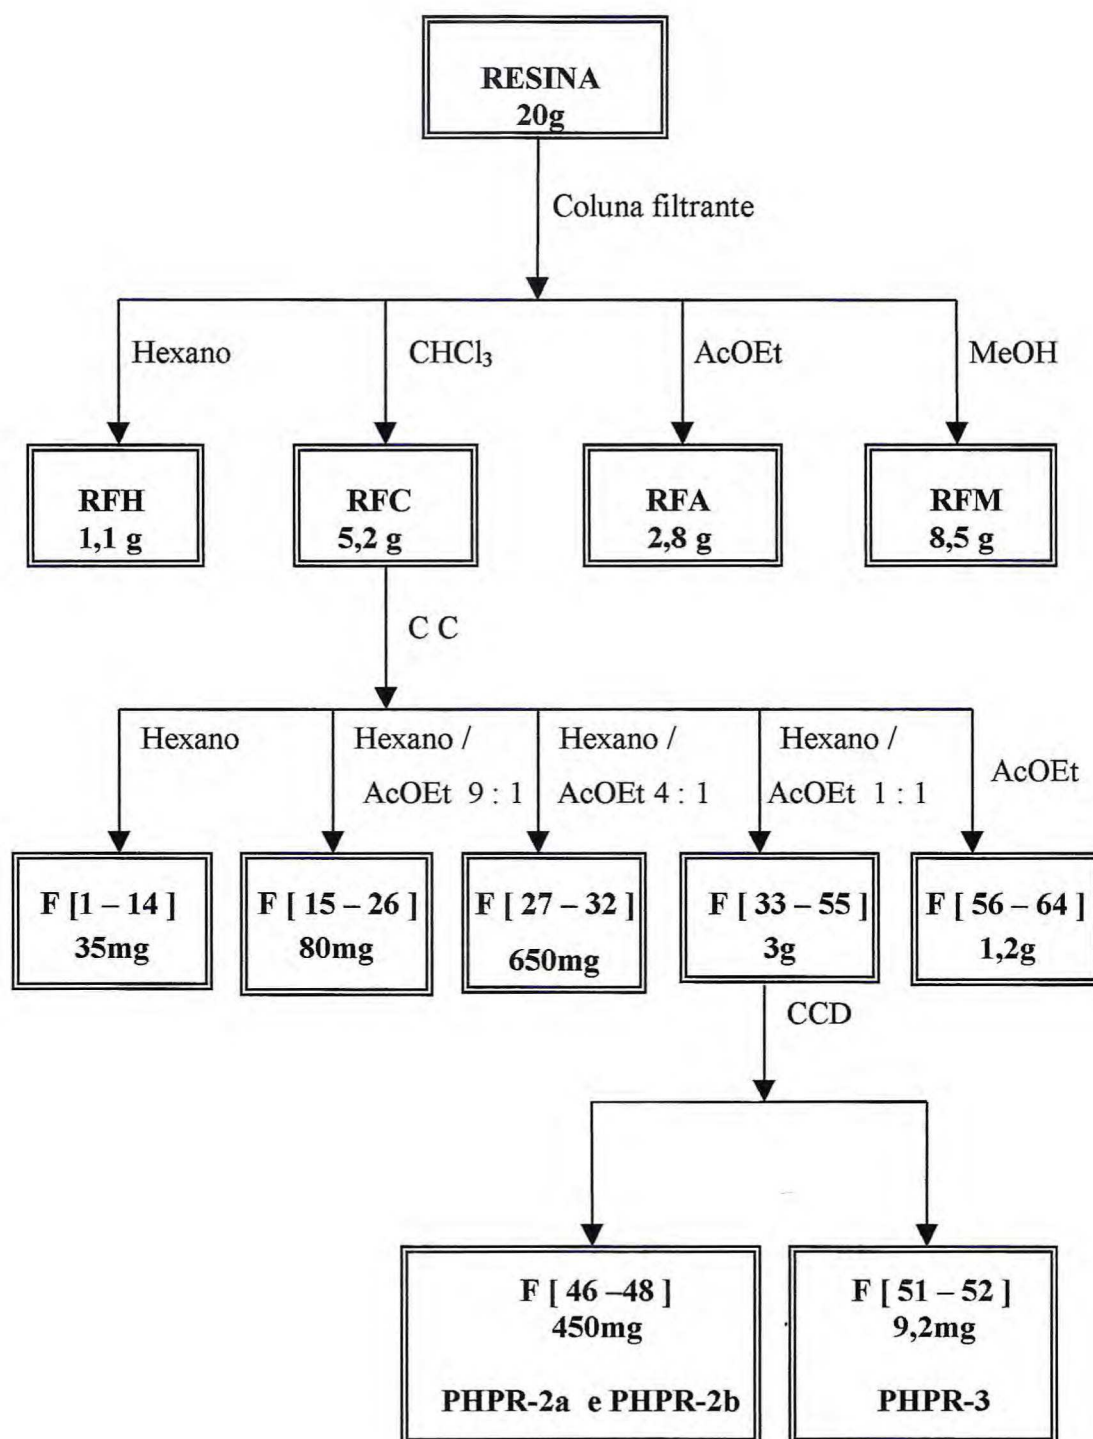 RESINA
20g
Coluna filtrante
Hexano
CHCl₃
AcOEt
MeOH
RFH
1,1 g
RFC
5,2 g
RFA
2,8 g
RFM
8,5 g
C C
Hexano
Hexano /
AcOEt 9 : 1
Hexano /
AcOEt 4 : 1
Hexano /
AcOEt 1 : 1
AcOEt
F [1 – 14 ]
35mg
F [ 15 – 26 ]
80mg
F [ 27 – 32 ]
650mg
F [ 33 – 55 ]
3g
F [ 56 – 64 ]
1,2g
CCD
F [ 46 –48 ]
450mg
PHPR-2a e PHPR-2b
F [ 51 – 52 ]
9,2mg
PHPR-3